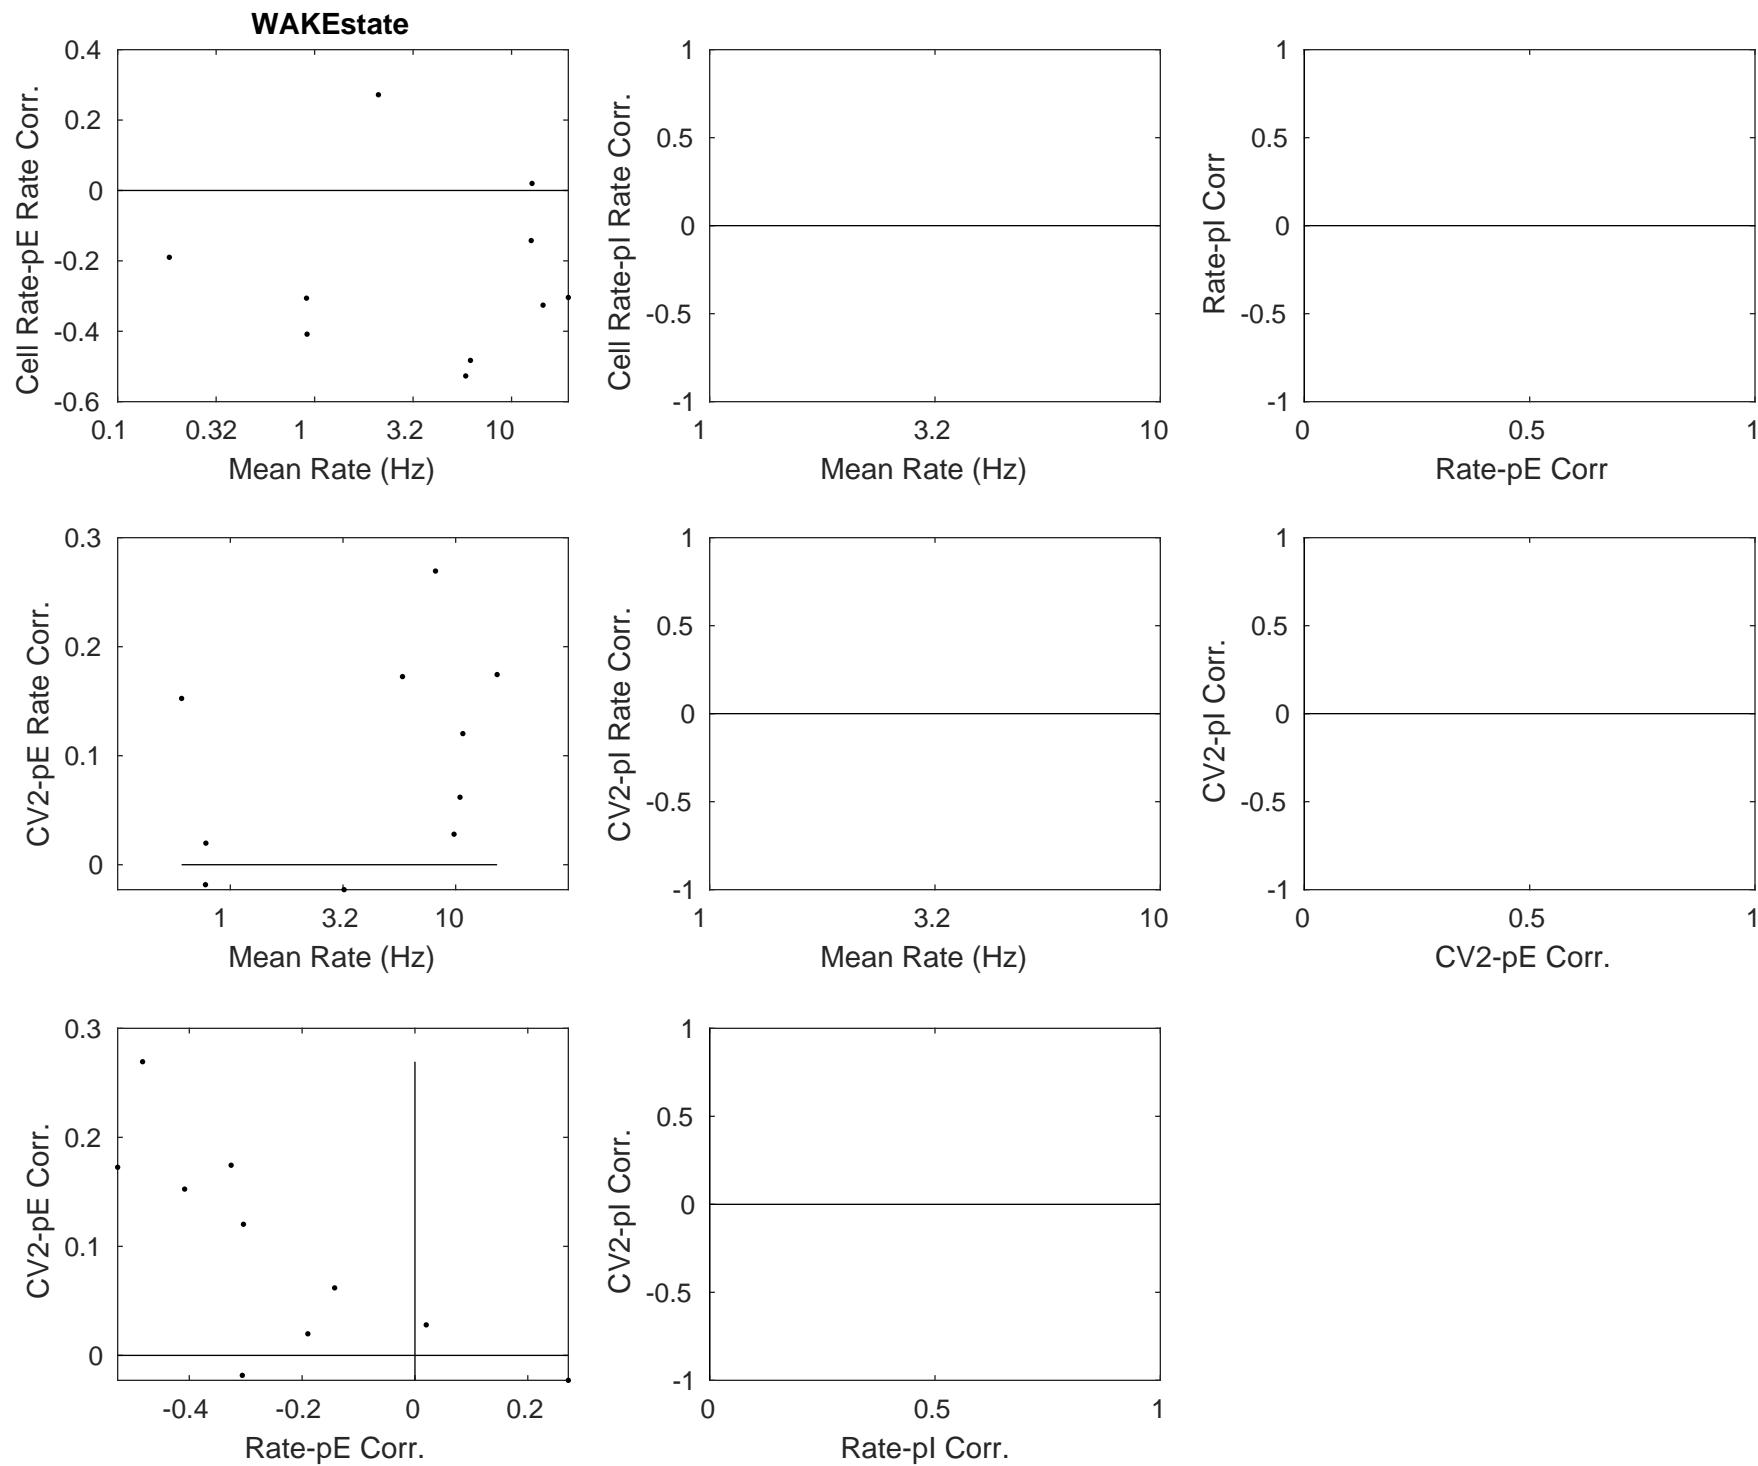 WAKEstate
0.4
0.2
0
-0.2
-0.4
-0.6
0.1 0.32 1 3.2 10
Mean Rate (Hz)
Cell Rate-pE Rate Corr.
1
0.5
0
-0.5
-1
1 3.2 10
Mean Rate (Hz)
Cell Rate-pI Rate Corr.
1
0.5
0
-0.5
-1
0 0.5 1
Rate-pE Corr
Rate-pI Corr
0.3
0.2
0.1
0
1 3.2 10
Mean Rate (Hz)
CV2-pE Rate Corr.
1
0.5
0
-0.5
-1
1 3.2 10
Mean Rate (Hz)
CV2-pI Rate Corr.
1
0.5
0
-0.5
-1
0 0.5 1
CV2-pE Corr.
CV2-pI Corr.
0.3
0.2
0.1
0
-0.4 -0.2 0 0.2
Rate-pE Corr.
CV2-pE Corr.
1
0.5
0
-0.5
-1
0 0.5 1
Rate-pI Corr.
CV2-pI Corr.